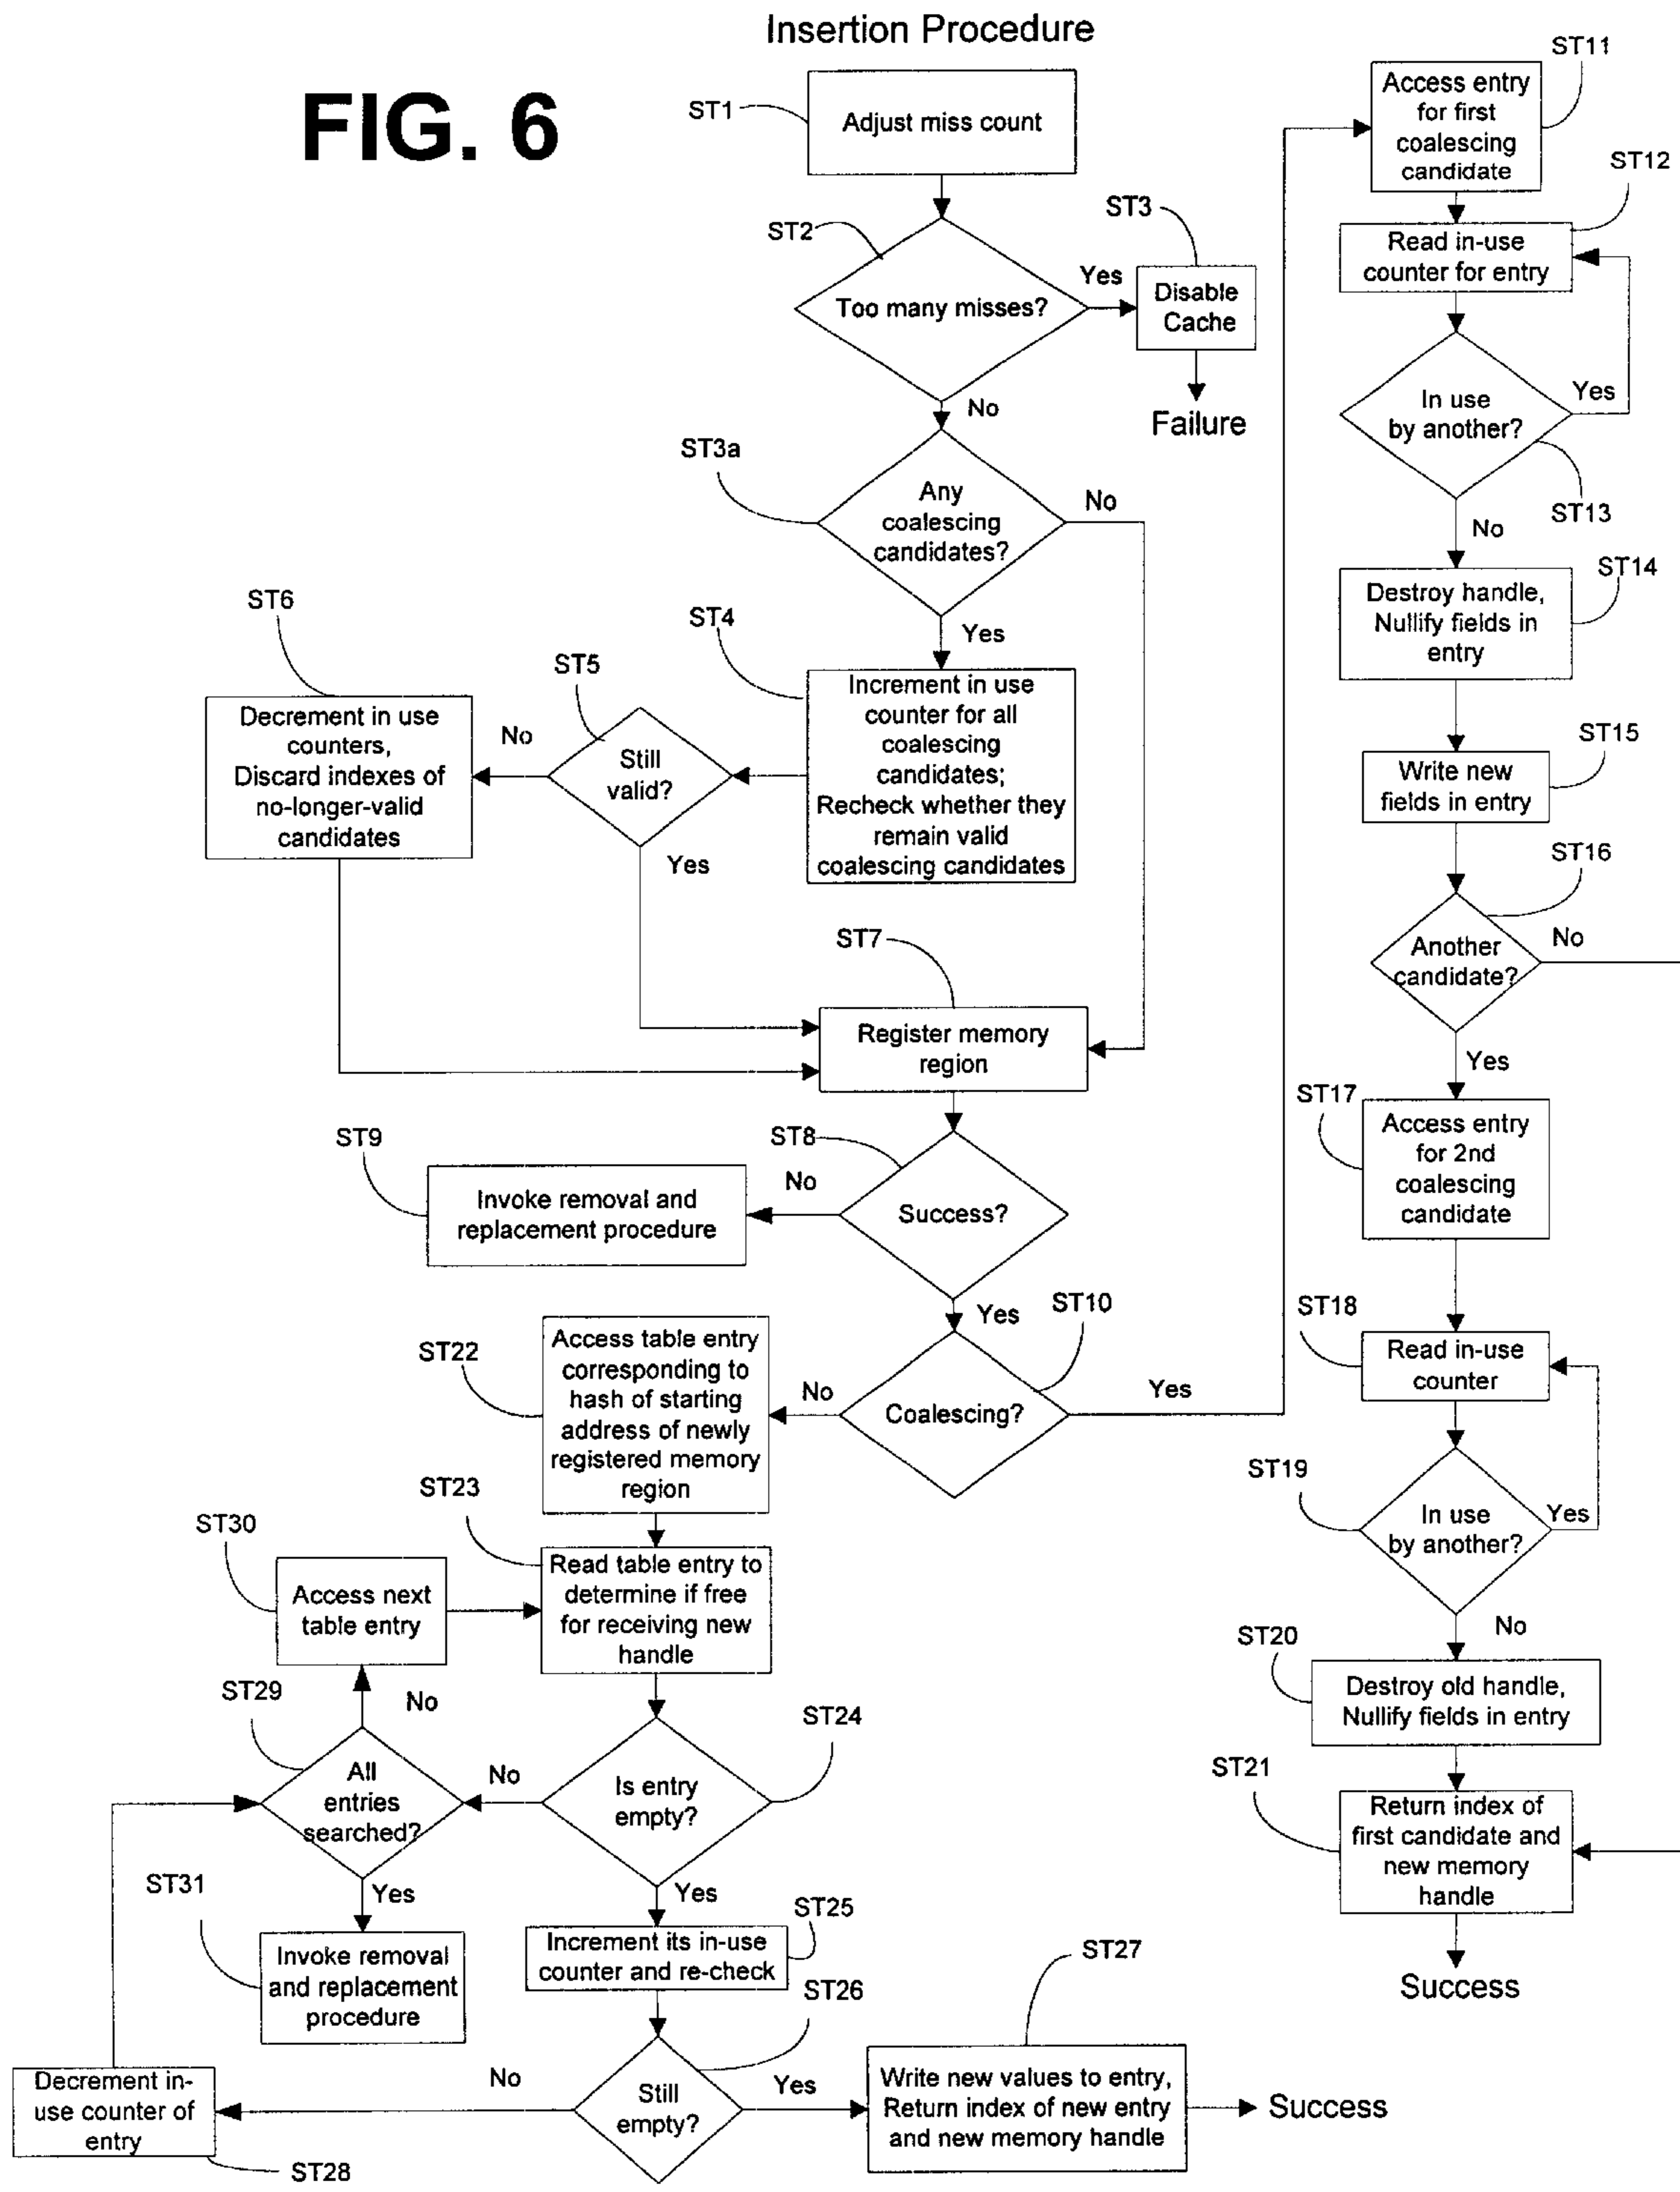 Insertion Procedure
FIG. 6
ST1
Adjust miss count
ST2
Too many misses?
Yes
ST3
Disable
Cache
Failure
No
ST3a
Any
coalescing
candidates?
No
Yes
ST4
Increment in use
counter for all
coalescing
candidates;
Recheck whether they
remain valid
coalescing candidates
ST5
Still
valid?
No
Yes
ST6
Decrement in use
counters,
Discard indexes of
no-longer-valid
candidates
ST7
Register memory
region
ST8
Success?
No
ST9
Invoke removal and
replacement procedure
Yes
ST10
Coalescing?
No
Yes
ST11
Access entry
for first
coalescing
candidate
ST12
Read in-use
counter for entry
In use
by another?
Yes
ST13
No
ST14
Destroy handle,
Nullify fields in
entry
ST15
Write new
fields in entry
ST16
Another
candidate?
No
Yes
ST17
Access entry
for 2nd
coalescing
candidate
ST18
Read in-use
counter
ST19
In use
by another?
Yes
No
ST20
Destroy old handle,
Nullify fields in entry
ST21
Return index of
first candidate and
new memory
handle
Success
ST22
Access table entry
corresponding to
hash of starting
address of newly
registered memory
region
ST23
Read table entry to
determine if free
for receiving new
handle
ST24
Is entry
empty?
No
Yes
ST25
Increment its in-use
counter and re-check
ST26
Still
empty?
No
Yes
ST27
Write new values to entry,
Return index of new entry
and new memory handle
Success
ST28
Decrement in-
use counter of
entry
ST29
All
entries
searched?
No
Yes
ST30
Access next
table entry
ST31
Invoke removal
and replacement
procedure